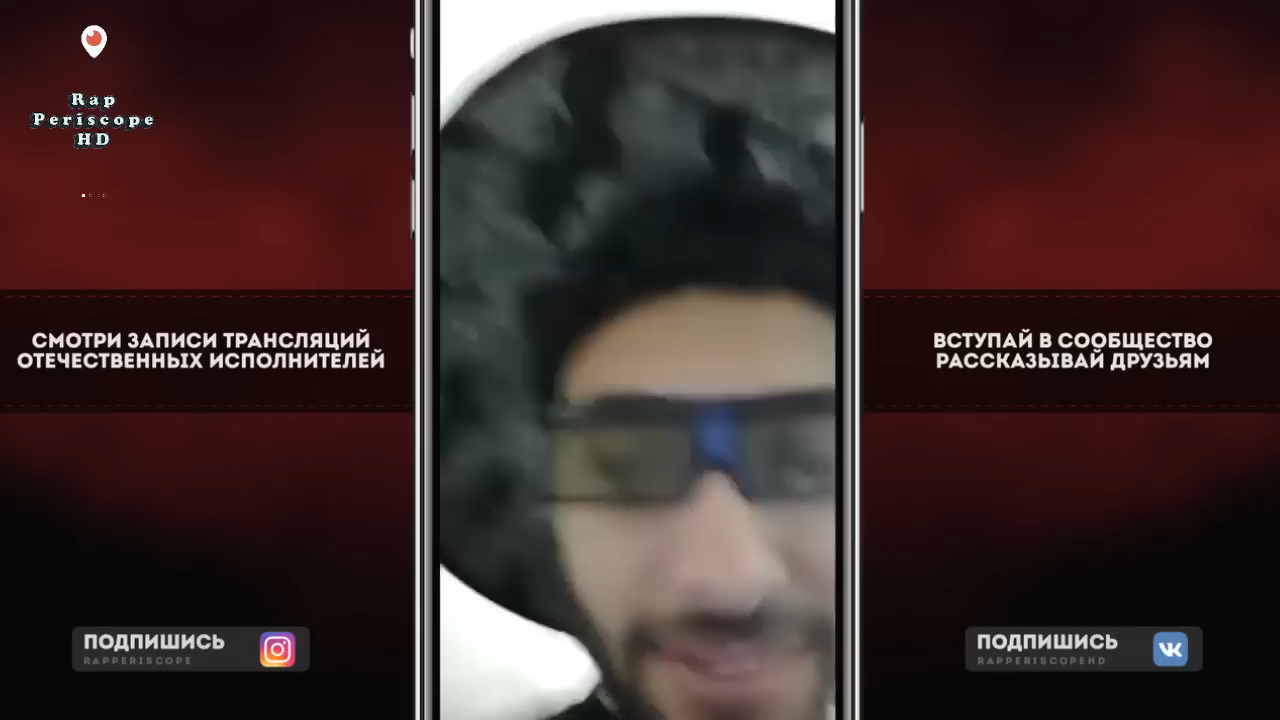 Rap
Periscope
HD
СМОТРИ ЗАПИСИ ТРАНСЛЯЦИЙ
ОТЕЧЕСТВЕННЫХ ИСПОЛНИТЕЛЕЙ
ВСТУПАЙ В СООБЩЕСТВО
РАССКАЗЫВАЙ ДРУЗЬЯМ
ПОДПИШИСЬ
RAPPERISCOPE
ПОДПИШИСЬ
RAPPERISCOPEHD